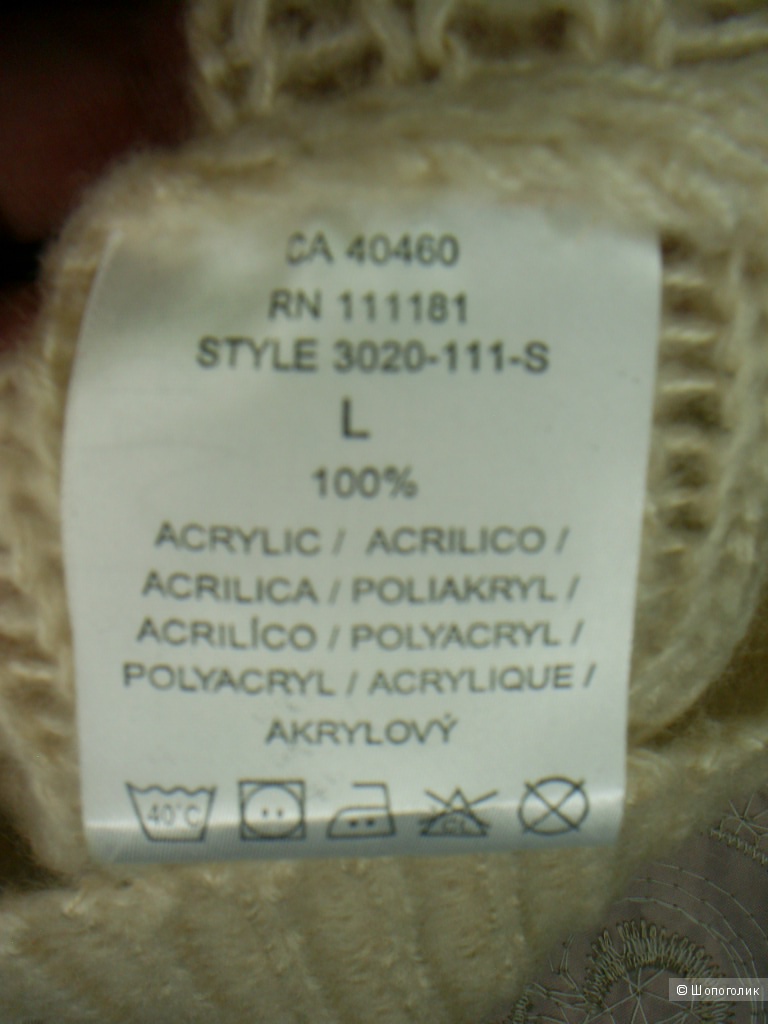 CA 40460
RN 111181
STYLE 3020-111-S
L
100%
ACRYLIC / ACRILICO /
ACRILICA / POLIAKRYL /
ACRILÍCO / POLYACRYL /
POLYACRYL / ACRYLIQUE /
AKRYLOVÝ
40°C CL
© Шопоголик